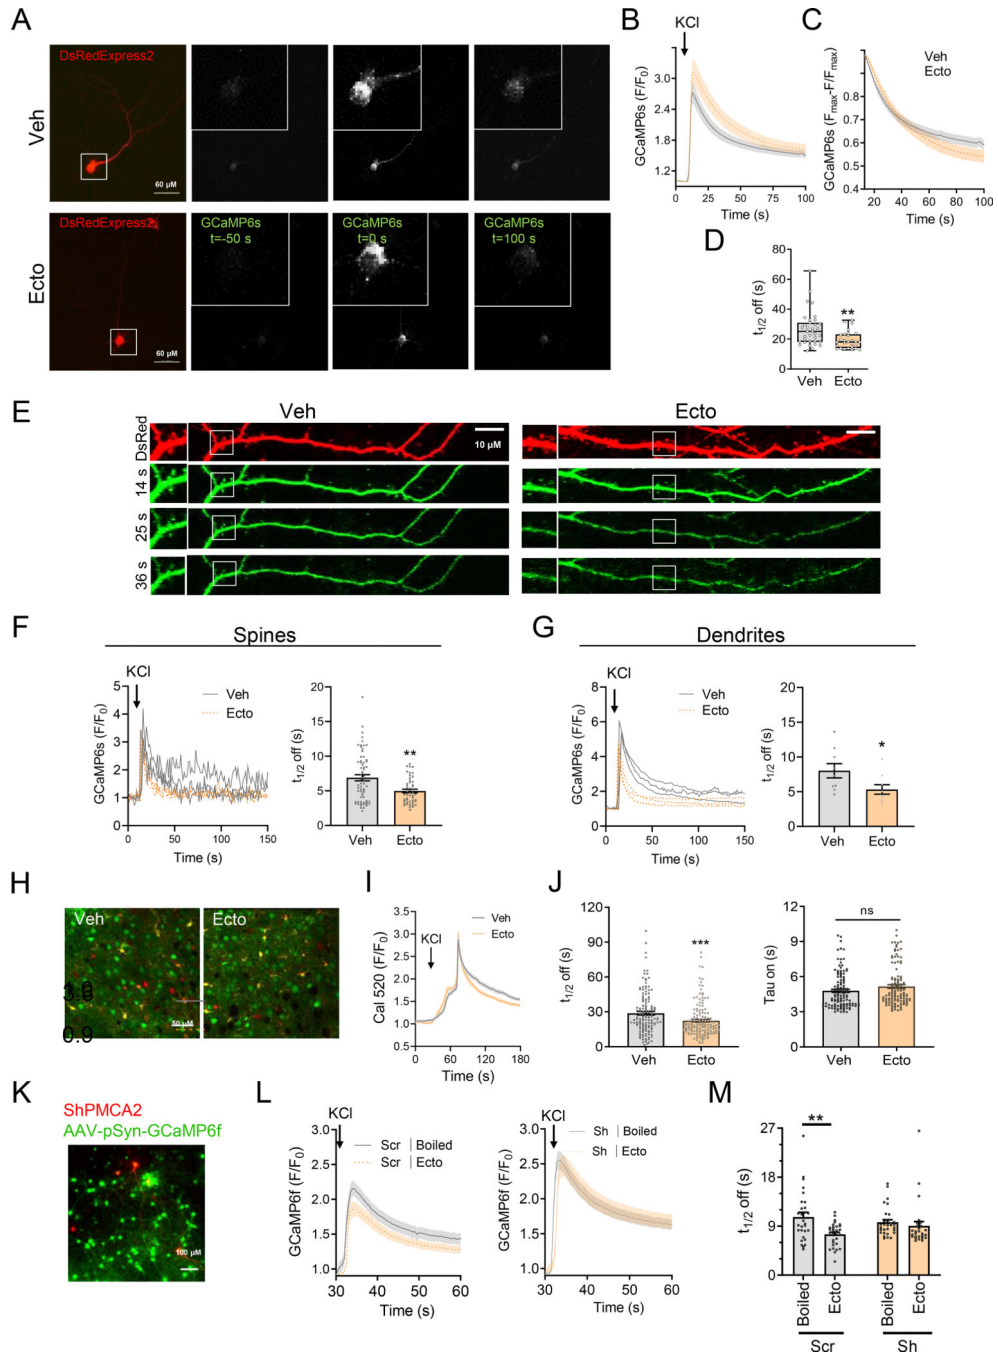 A
B
C
KCl
DsRedExpress2
Veh
60 µM
DsRedExpress2
GCaMP6s
t=-50 s
GCaMP6s
t=0 s
GCaMP6s
t=100 s
Ecto
60 µM
GCaMP6s (F/F0)
3.6
3.0
2.4
1.8
1.2
0
25
50
75
100
Time (s)
GCaMP6s (Fmax-F/Fmax)
Veh
Ecto
0.9
0.8
0.7
0.6
0.5
0.4
20
40
60
80
100
Time (s)
D
t1/2 off (s)
80
60
40
20
0
**
Veh
Ecto
E
Veh
Ecto
DsRed
10 µM
14 s
25 s
36 s
F
Spines
G
Dendrites
KCl
GCaMP6s (F/F0)
5
4
3
2
1
0
0
50
100
150
Time (s)
Veh
Ecto
t1/2 off (s)
20
15
10
5
0
**
Veh
Ecto
KCl
GCaMP6s (F/F0)
8
6
4
2
0
0
50
100
150
Time (s)
Veh
Ecto
t1/2 off (s)
20
15
10
5
0
*
Veh
Ecto
H
Veh
Ecto
50 µM
0.9
I
KCl
Cal 520 (F/F0)
3.5
3.0
2.5
2.0
1.5
1.0
0.5
0
60
120
180
Time (s)
Veh
Ecto
J
t1/2 off (s)
120
90
60
30
0
***
Veh
Ecto
Tau on (s)
12
9
6
3
0
ns
Veh
Ecto
K
ShPMCA2
AAV-pSyn-GCaMP6f
100 µM
L
KCl
GCaMP6f (F/F0)
3.0
2.5
2.0
1.5
1.0
30
40
50
60
Time (s)
Scr | Boiled
Scr | Ecto
KCl
GCaMP6f (F/F0)
3.0
2.5
2.0
1.5
1.0
30
40
50
60
Time (s)
Sh | Boiled
Sh | Ecto
M
t1/2 off (s)
27
18
9
0
**
Boiled
Ecto
Boiled
Ecto
Scr
Sh